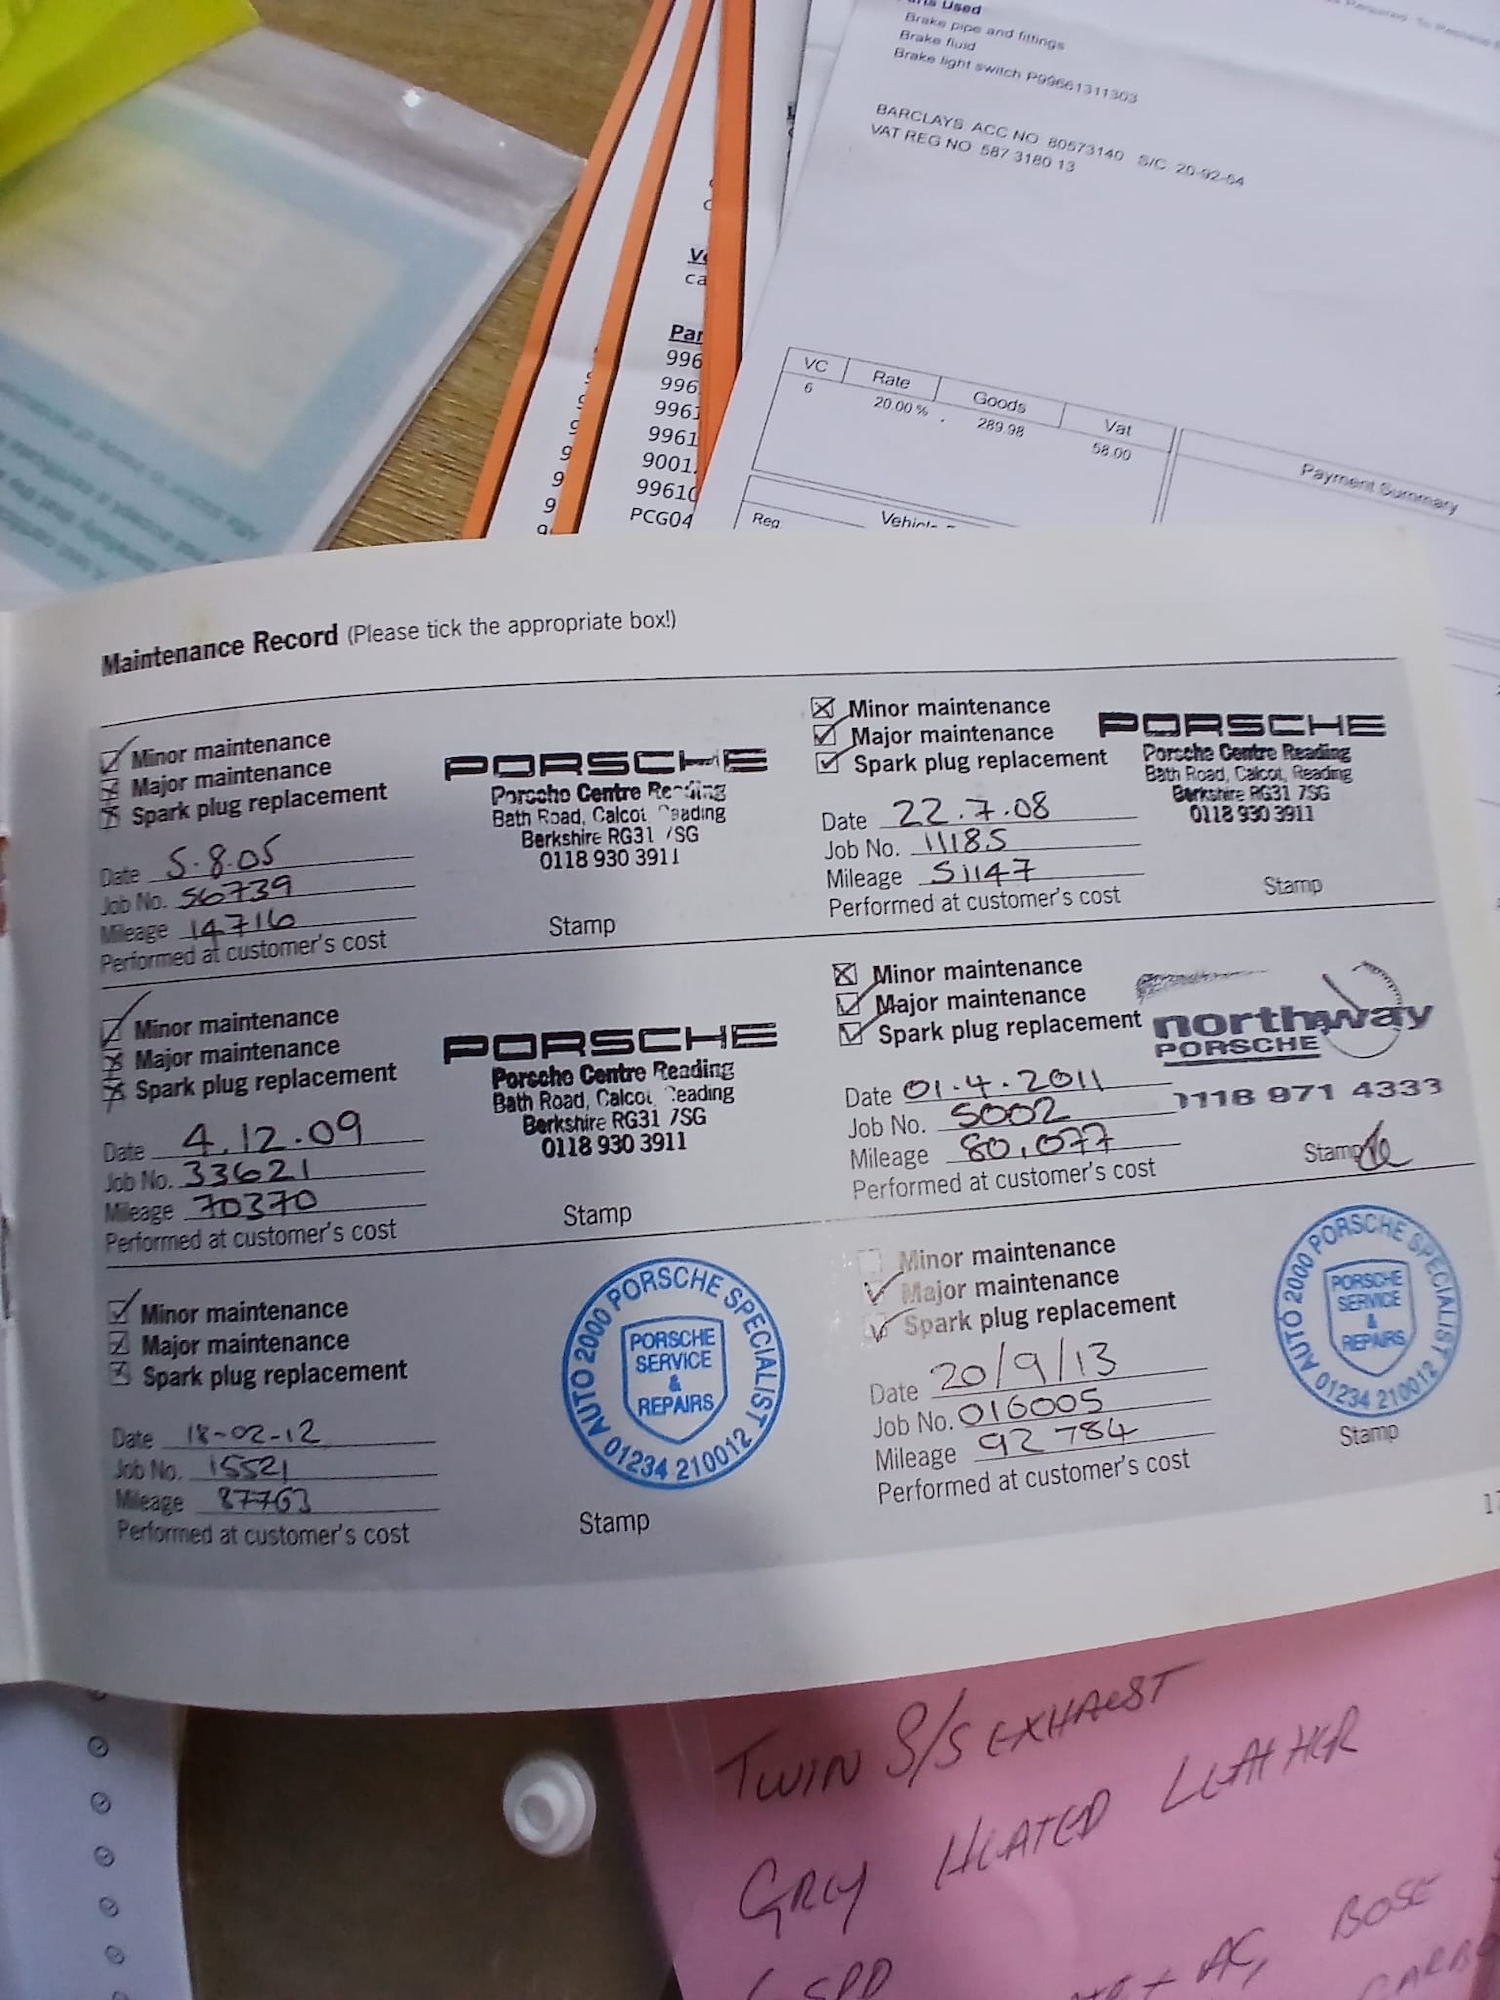 Parts Used
Brake pipe and fittings
Brake fluid
Brake light switch P99661311303
BARCLAYS ACC NO 80573140 S/C 20-92-54
VAT REG NO 587 3180 13
VC Rate Goods Vat
6 20.00 % 289.98 58.00
Payment Summary
Reg
Par
996
996
9961
9961
9001
99610
PCG04
Maintenance Record (Please tick the appropriate box!)
Minor maintenance
Major maintenance
Spark plug replacement
Date 5.8.05
Job No. 56739
Mileage 14716
Performed at customer's cost
PORSCHE
Porsche Centre Reading
Bath Road, Calcot, Reading
Berkshire RG31 7SG
0118 930 3911
Stamp
Minor maintenance
Major maintenance
Spark plug replacement
Date 22.7.08
Job No. 11185
Mileage 51147
Performed at customer's cost
PORSCHE
Porsche Centre Reading
Bath Road, Calcot, Reading
Berkshire RG31 7SG
0118 930 3911
Stamp
Minor maintenance
Major maintenance
Spark plug replacement
Date 4.12.09
Job No. 33621
Mileage 70370
Performed at customer's cost
PORSCHE
Porsche Centre Reading
Bath Road, Calcot, Reading
Berkshire RG31 7SG
0118 930 3911
Stamp
Minor maintenance
Major maintenance
Spark plug replacement
Date 01.4.2011
Job No. 5002
Mileage 80,077
Performed at customer's cost
northway
PORSCHE
0118 971 4333
Stamp
Minor maintenance
Major maintenance
Spark plug replacement
Date 18-02-12
Job No. 15521
Mileage 87763
Performed at customer's cost
AUTO 2000 PORSCHE SPECIALIST
PORSCHE
SERVICE
&
REPAIRS
01234 210012
Stamp
Minor maintenance
Major maintenance
Spark plug replacement
Date 20/9/13
Job No. 016005
Mileage 92784
Performed at customer's cost
AUTO 2000 PORSCHE SPECIALIST
PORSCHE
SERVICE
&
REPAIRS
01234 210012
Stamp
TWIN S/S EXHAUST
GREY HEATED LEATHER
+ AC, BOSE